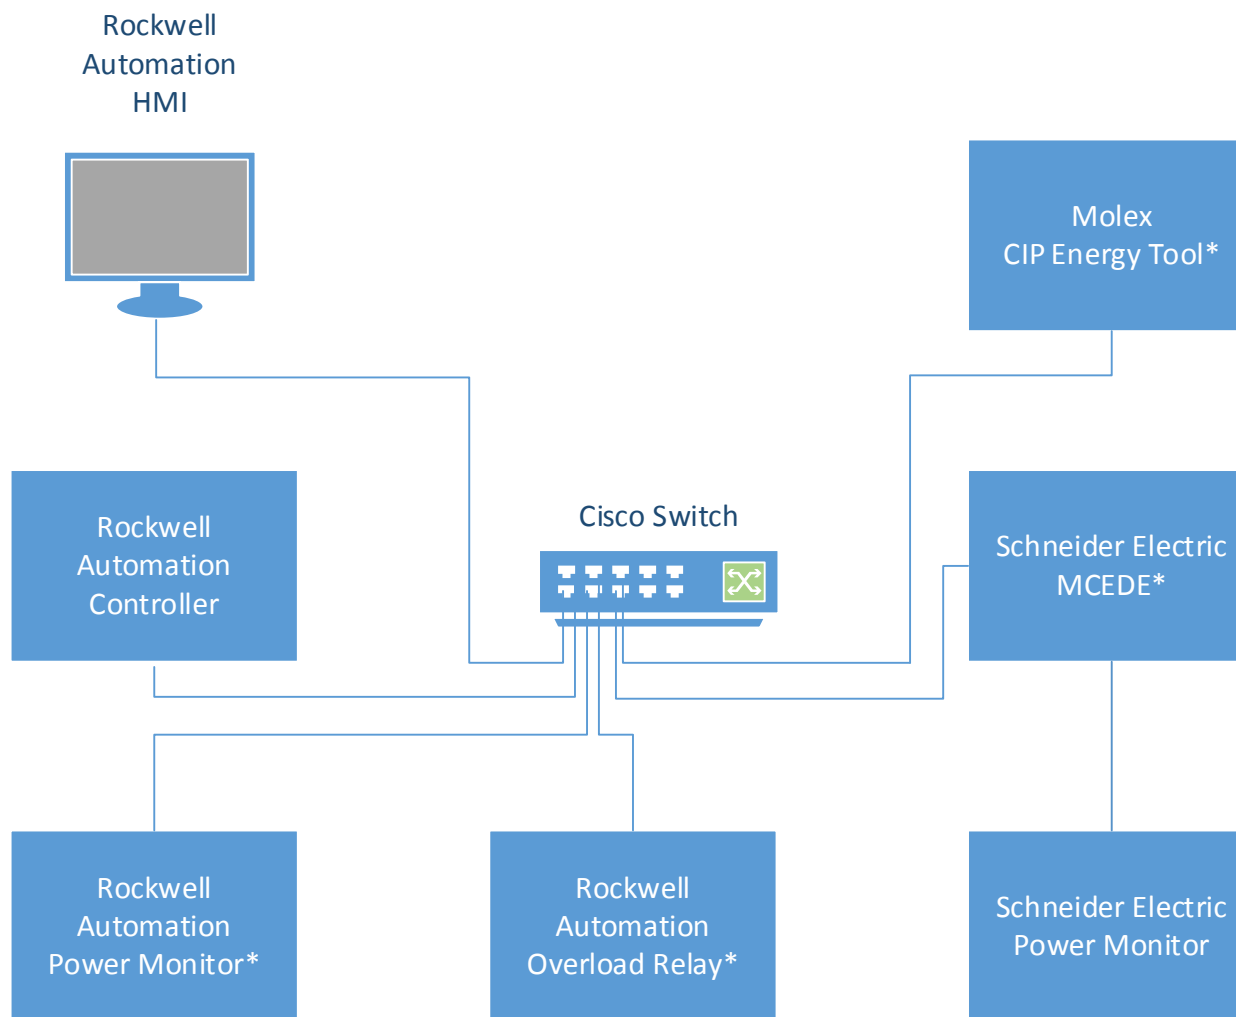 Rockwell
Automation
HMI
Molex
CIP Energy Tool*
Rockwell
Automation
Controller
Cisco Switch
Schneider Electric
MCEDE*
Rockwell
Automation
Power Monitor*
Rockwell
Automation
Overload Relay*
Schneider Electric
Power Monitor